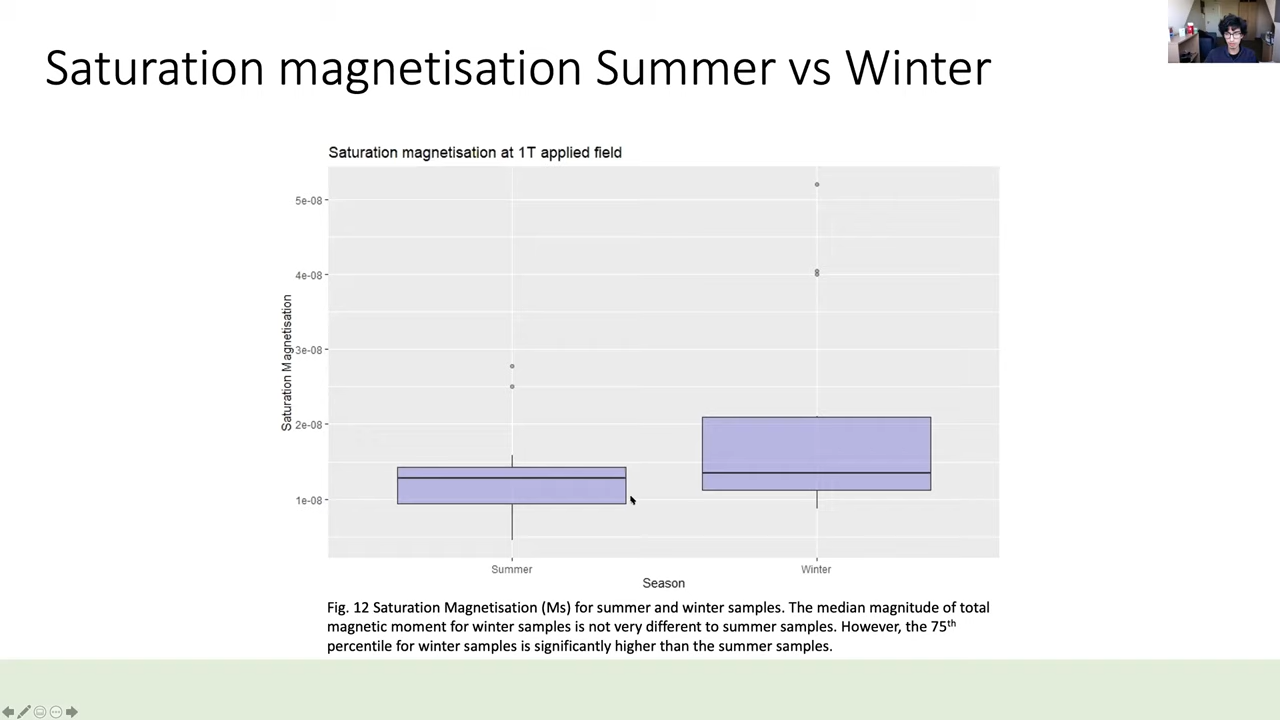 Saturation magnetisation Summer vs Winter
Saturation magnetisation at 1T applied field
5e-08
4e-08
3e-08
2e-08
1e-08
Saturation Magnetisation
Summer
Winter
Season
Fig. 12 Saturation Magnetisation (Ms) for summer and winter samples. The median magnitude of total
magnetic moment for winter samples is not very different to summer samples. However, the 75th
percentile for winter samples is significantly higher than the summer samples.